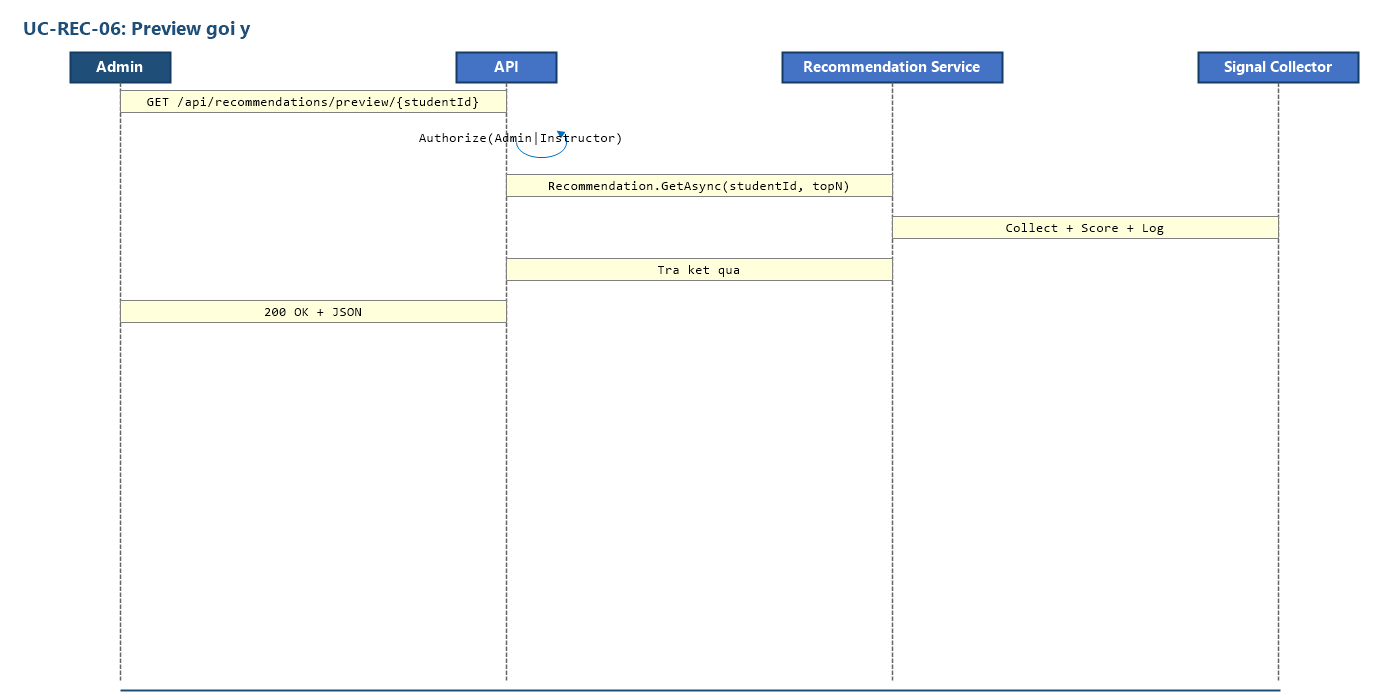 UC-REC-06: Preview goi y
Admin
API
Recommendation Service
Signal Collector
GET /api/recommendations/preview/{studentId}
Authorize(Admin|Instructor)
Recommendation.GetAsync(studentId, topN)
Collect + Score + Log
Tra ket qua
200 OK + JSON